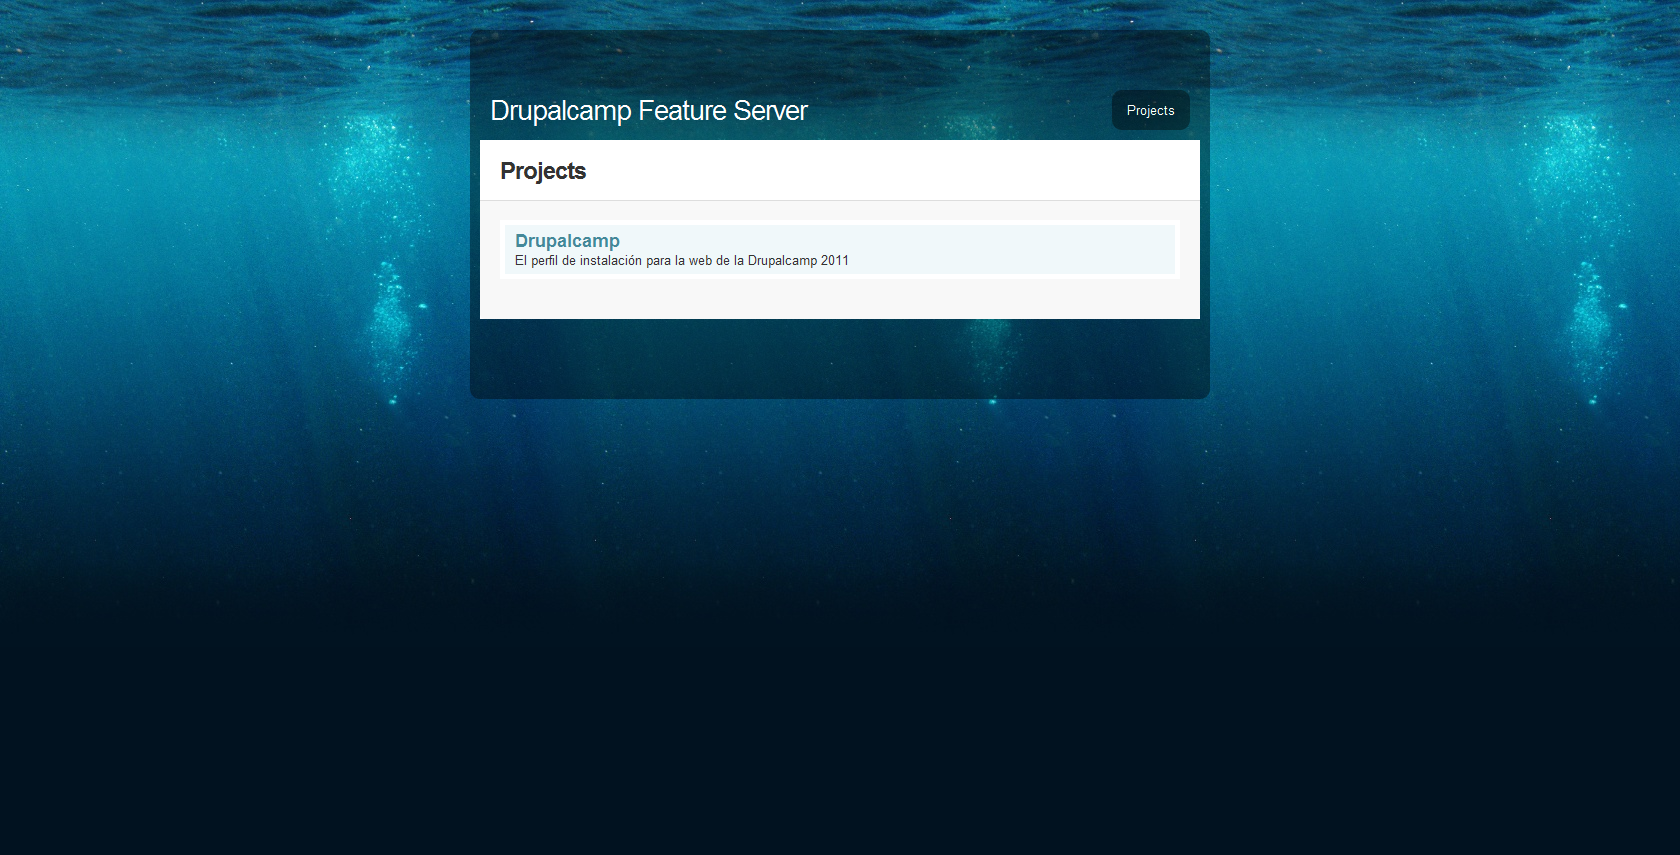 Drupalcamp Feature Server
Projects
Projects
Drupalcamp
El perfil de instalación para la web de la Drupalcamp 2011